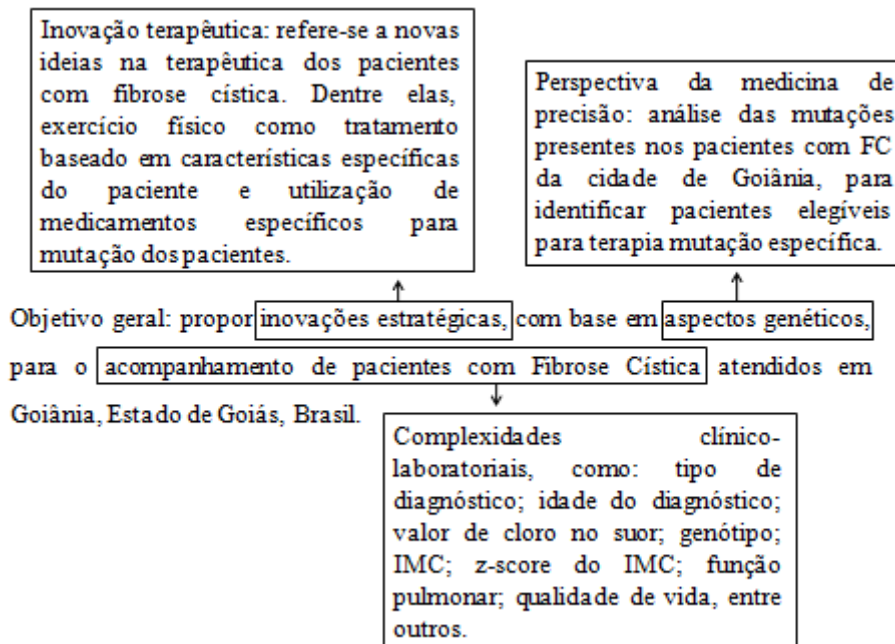 Inovação terapêutica: refere-se a novas
ideias na terapêutica dos pacientes
com fibrose cística. Dentre elas,
exercício físico como tratamento
baseado em características específicas
do paciente e utilização de
medicamentos específicos para
mutação dos pacientes.
Perspectiva da medicina de
precisão: análise das mutações
presentes nos pacientes com FC
da cidade de Goiânia, para
identificar pacientes elegíveis
para terapia mutação específica.
Objetivo geral: propor inovações estratégicas, com base em aspectos genéticos,
para o acompanhamento de pacientes com Fibrose Cística atendidos em
Goiânia, Estado de Goiás, Brasil.
Complexidades clínico-
laboratoriais, como: tipo de
diagnóstico; idade do diagnóstico;
valor de cloro no suor; genótipo;
IMC; z-score do IMC; função
pulmonar; qualidade de vida, entre
outros.